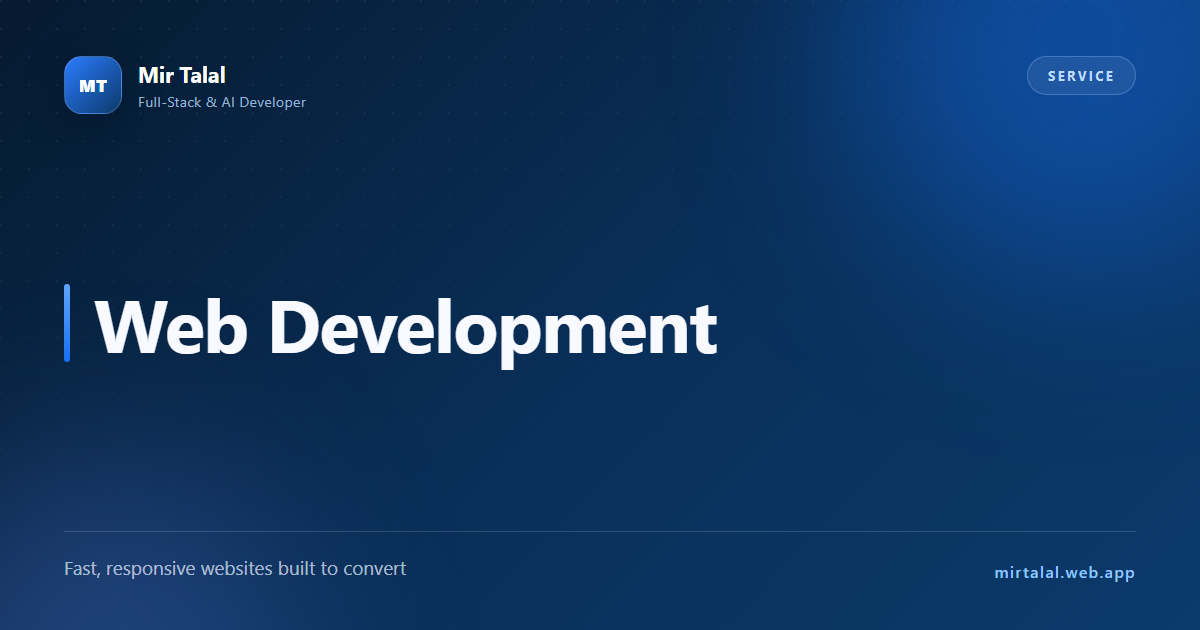 MT
Mir Talal
Full-Stack & AI Developer
SERVICE
Web Development
Fast, responsive websites built to convert
mirtalal.web.app